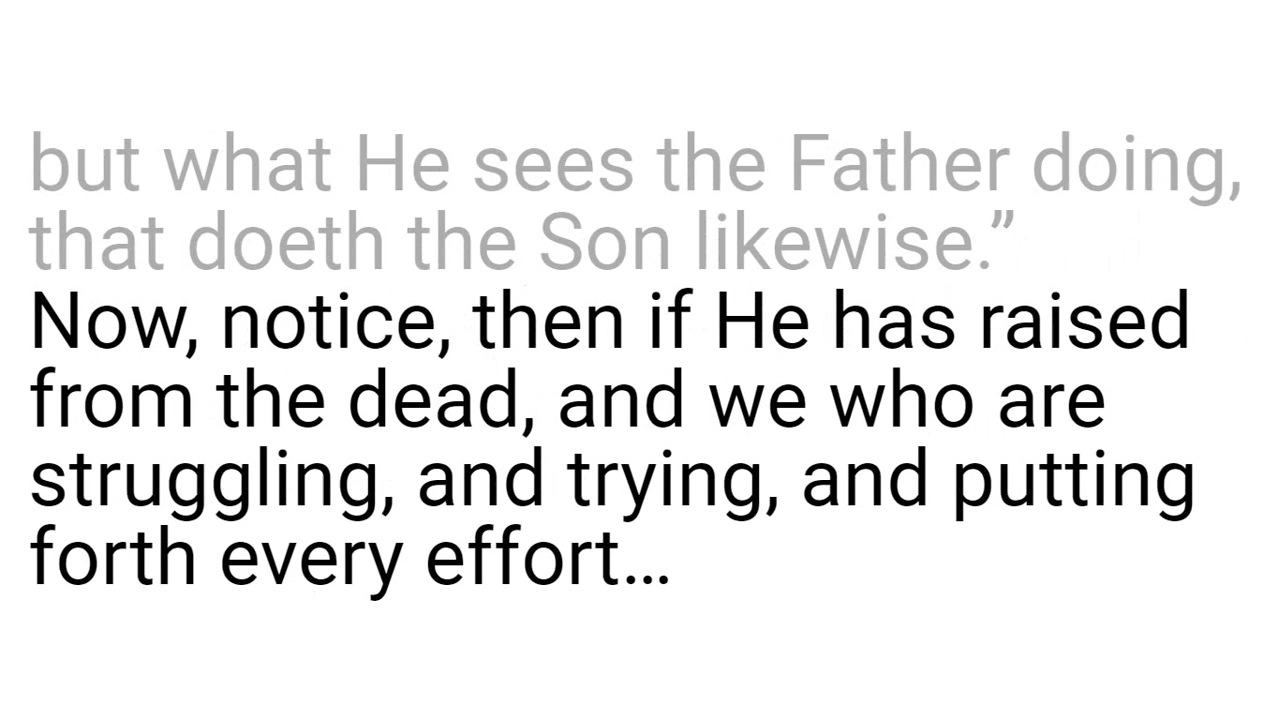 but what He sees the Father doing,
that doeth the Son likewise.”
Now, notice, then if He has raised
from the dead, and we who are
struggling, and trying, and putting
forth every effort…